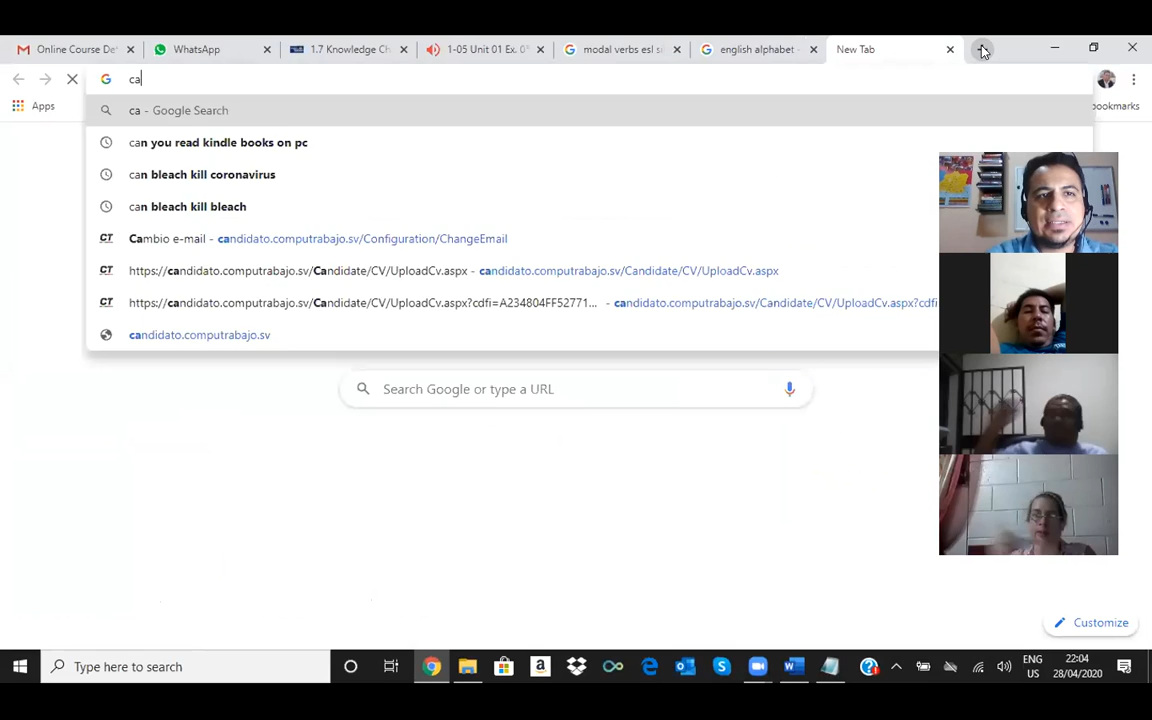 Online Course De
WhatsApp
1.7 Knowledge Ch
1-05 Unit 01 Ex. 0
modal verbs esl s
english alphabet -
New Tab
ca
Apps
bookmarks
ca - Google Search
can you read kindle books on pc
can bleach kill coronavirus
can bleach kill bleach
CT Cambio e-mail - candidato.computrabajo.sv/Configuration/ChangeEmail
CT https://candidato.computrabajo.sv/Candidate/CV/UploadCv.aspx - candidato.computrabajo.sv/Candidate/CV/UploadCv.aspx
CT https://candidato.computrabajo.sv/Candidate/CV/UploadCv.aspx?cdfi=A234804FF52771... - candidato.computrabajo.sv/Candidate/CV/UploadCv.aspx?cdfi
candidato.computrabajo.sv
Search Google or type a URL
Customize
Type here to search
ENG
US
22:04
28/04/2020